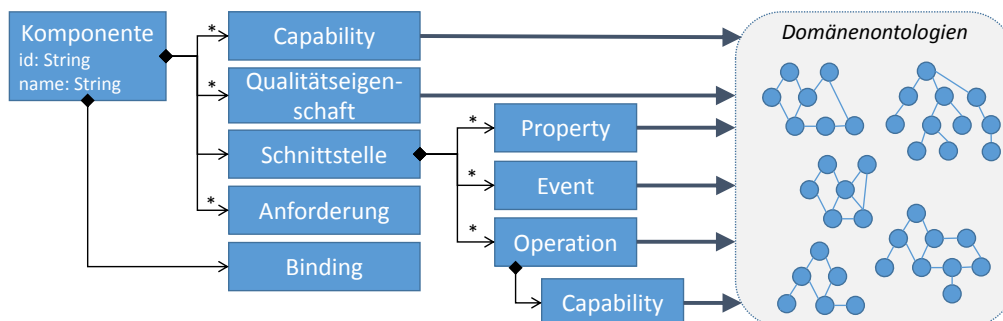 Komponente
id: String
name: String
*
Capability
*
Qualitätseigen-
schaft
Schnittstelle
*
Anforderung
Binding
*
Property
*
Event
*
Operation
Capability
Domänenontologien